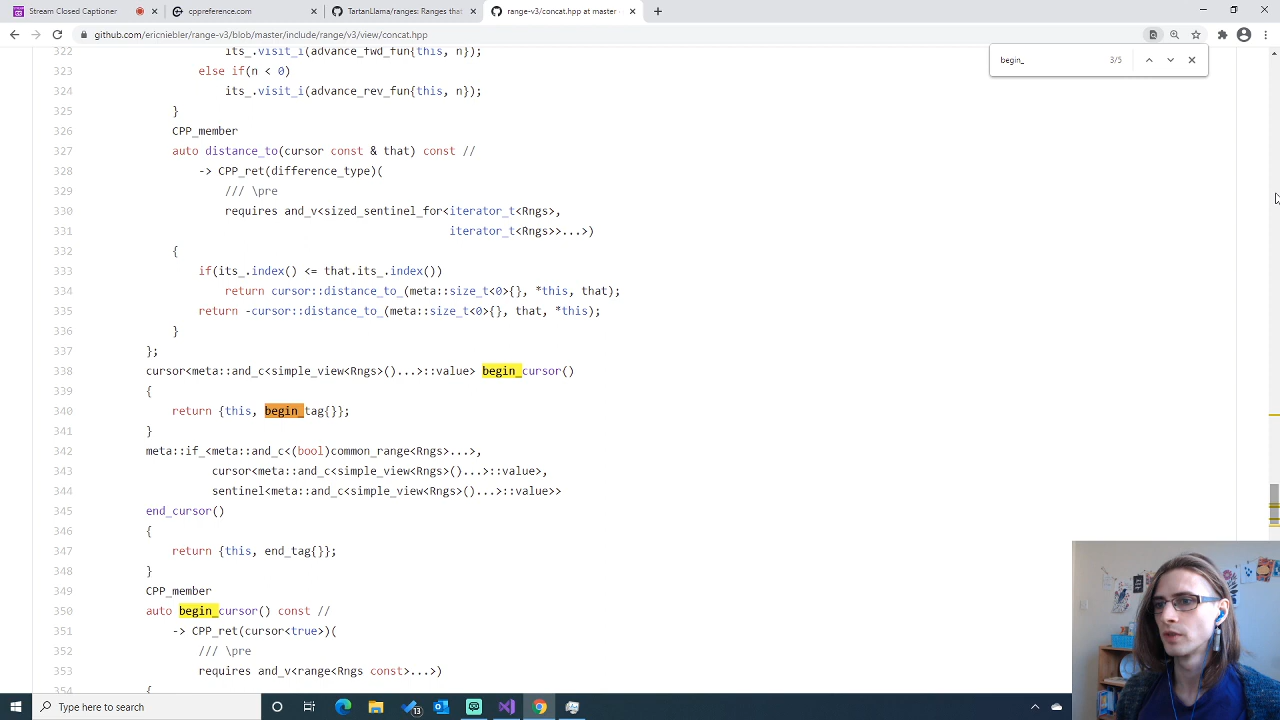 Stream Closed Captioner
cppreference.com
TartanLlama/ranges: Ranges that
range-v3/concat.hpp at master ·
github.com/ericniebler/range-v3/blob/master/include/range/v3/view/concat.hpp
begin_ 3/5
322 its_.visit_i(advance_fwd_fun{this, n});
323 else if(n < 0)
324 its_.visit_i(advance_rev_fun{this, n});
325 }
326 CPP_member
327 auto distance_to(cursor const & that) const //
328 -> CPP_ret(difference_type)(
329 /// \pre
330 requires and_v<sized_sentinel_for<iterator_t<Rngs>,
331 iterator_t<Rngs>>...>)
332 {
333 if(its_.index() <= that.its_.index())
334 return cursor::distance_to_(meta::size_t<0>{}, *this, that);
335 return -cursor::distance_to_(meta::size_t<0>{}, that, *this);
336 }
337 };
338 cursor<meta::and_c<simple_view<Rngs>()...>::value> begin_cursor()
339 {
340 return {this, begin_tag{}};
341 }
342 meta::if_<meta::and_c<(bool)common_range<Rngs>...>,
343 cursor<meta::and_c<simple_view<Rngs>()...>::value>,
344 sentinel<meta::and_c<simple_view<Rngs>()...>::value>>
345 end_cursor()
346 {
347 return {this, end_tag{}};
348 }
349 CPP_member
350 auto begin_cursor() const //
351 -> CPP_ret(cursor<true>)(
352 /// \pre
353 requires and_v<range<Rngs const>...>)
354 {
Type here to search
13